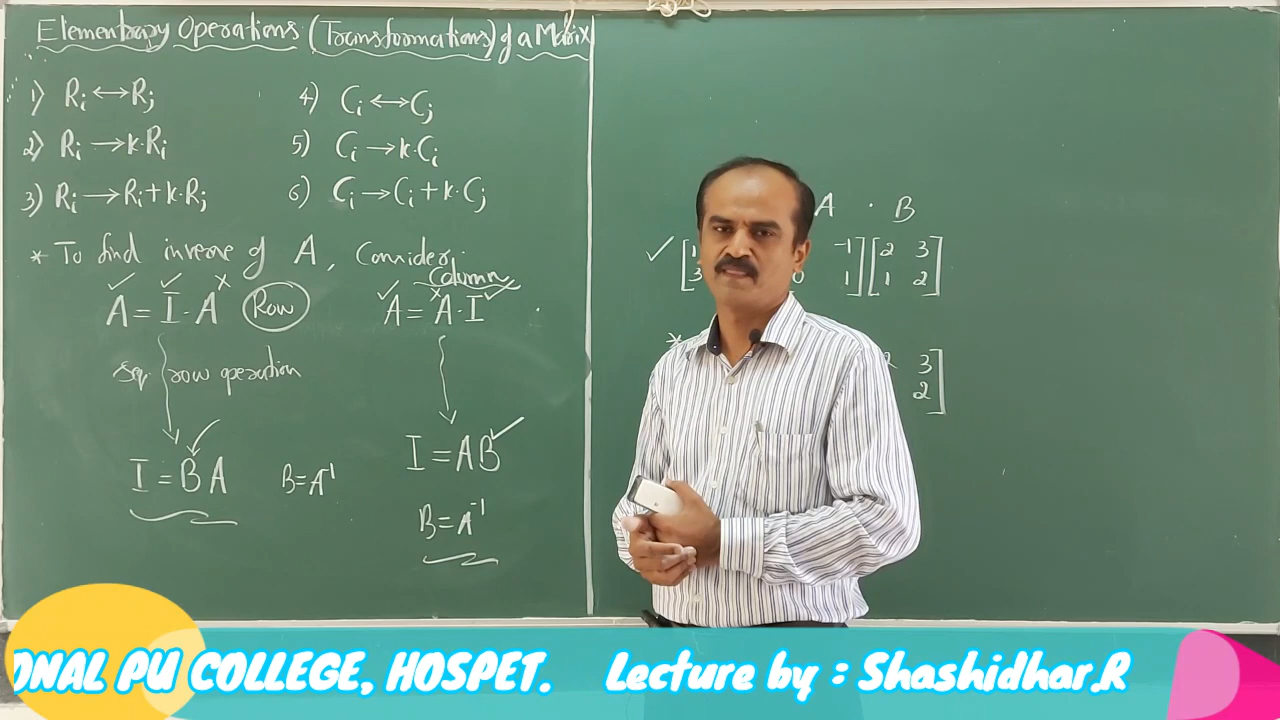 Elementary Operations (Transformations) of a Matrix
1) Ri ↔ Rj
2) Ri → k·Ri
3) Ri → Ri + k·Rj
4) Ci ↔ Cj
5) Ci → k·Ci
6) Ci → Ci + k·Cj
* To find inverse of A, Consider
A = I · A Row
row operation
I = B A
B = A⁻¹
Column
A = A · I
I = AB
B = A⁻¹
A · B
-1] [2 3]
1] [1 2]
*
3
2
ONAL PU COLLEGE, HOSPET. Lecture by : Shashidhar.R